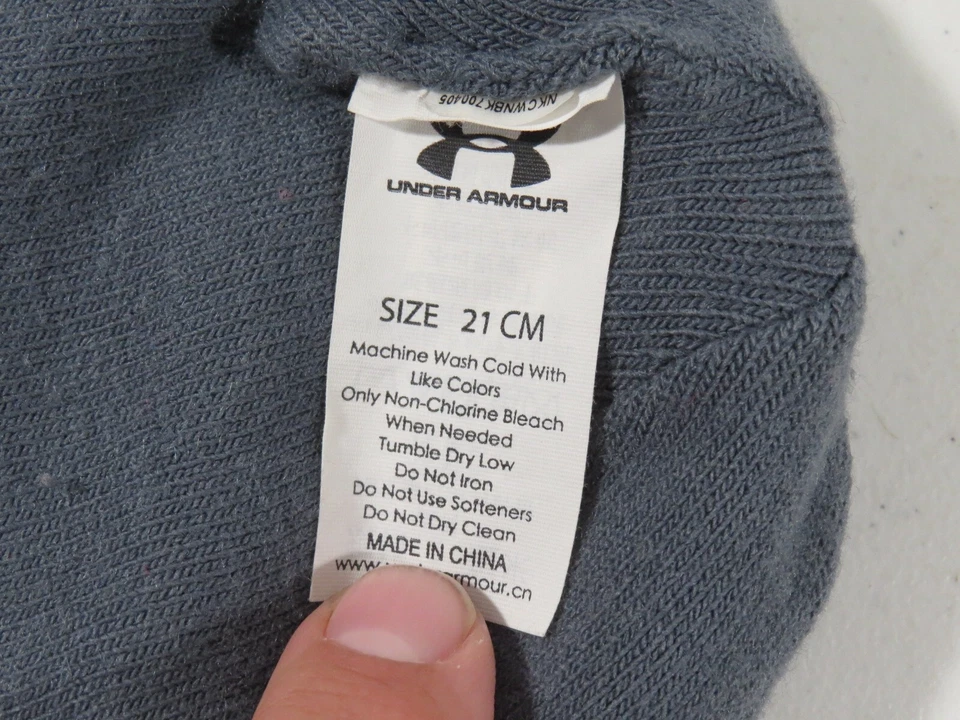 NKCWNBK700405
UNDER ARMOUR
SIZE 21 CM
Machine Wash Cold With
Like Colors
Only Non-Chlorine Bleach
When Needed
Tumble Dry Low
Do Not Iron
Do Not Use Softeners
Do Not Dry Clean
MADE IN CHINA